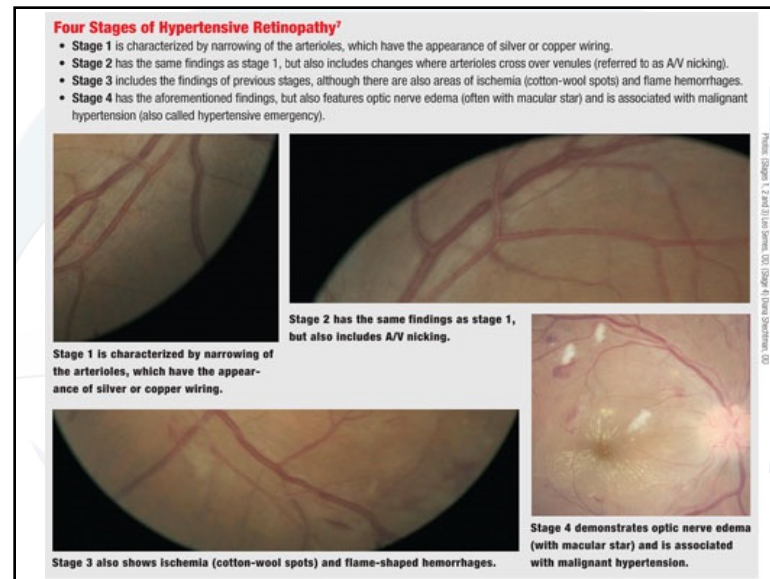 Four Stages of Hypertensive Retinopathy⁷
• Stage 1 is characterized by narrowing of the arterioles, which have the appearance of silver or copper wiring.
• Stage 2 has the same findings as stage 1, but also includes changes where arterioles cross over venules (referred to as A/V nicking).
• Stage 3 includes the findings of previous stages, although there are also areas of ischemia (cotton-wool spots) and flame hemorrhages.
• Stage 4 has the aforementioned findings, but also features optic nerve edema (often with macular star) and is associated with malignant
hypertension (also called hypertensive emergency).
Photos: (Stages 1, 2 and 3) Leo Semes, OD; (Stage 4) Diana Shechtman, OD
Stage 2 has the same findings as stage 1,
but also includes A/V nicking.
Stage 1 is characterized by narrowing of
the arterioles, which have the appear-
ance of silver or copper wiring.
Stage 4 demonstrates optic nerve edema
(with macular star) and is associated
with malignant hypertension.
Stage 3 also shows ischemia (cotton-wool spots) and flame-shaped hemorrhages.